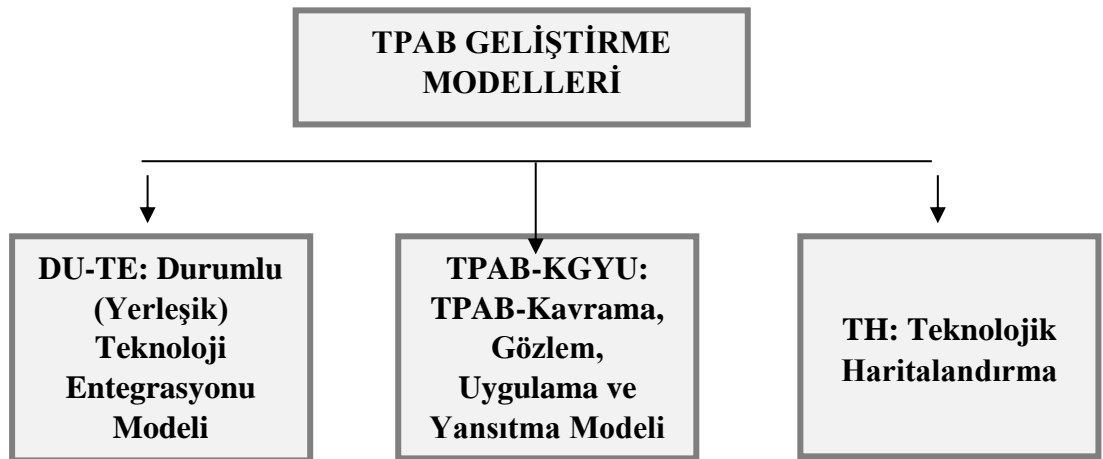 TPAB GELİŞTİRME
MODELLERİ
DU-TE: Durumlu
(Yerleşik)
Teknoloji
Entegrasyonu
Modeli
TPAB-KGYU:
TPAB-Kavrama,
Gözlem,
Uygulama ve
Yansıtma Modeli
TH: Teknolojik
Haritalandırma